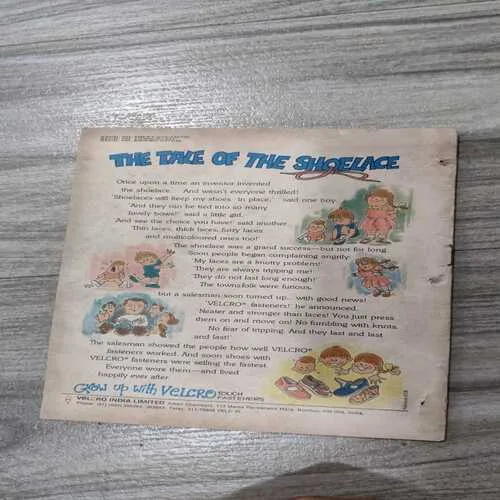 THE TALE OF THE SHOELACE
Once upon a time an inventor invented
the shoelace. And wasn't everyone thrilled!
'Shoelaces will keep my shoes in place,' said one boy.
'And they can be tied into so many
lovely bows!' said a little girl.
'And see the choice you have!' said another.
'Thin laces, thick laces, furry laces
and multicoloured ones too!'
The shoelace was a grand success—but not for long.
Soon people began complaining angrily:
'My laces are a knotty problem!'
'They are always tripping me!'
'They do not last long enough!'
The townsfolk were furious,
but a salesman soon turned up... with good news!
'VELCRO® fasteners!' he announced.
'Neater and stronger than laces! You just press
them on and move on! No fumbling with knots.
No fear of tripping. And they last and last
and last!'
The salesman showed the people how well VELCRO®
fasteners worked. And soon shoes with
VELCRO® fasteners were selling the fastest.
Everyone wore them—and lived
happily ever after.
Grow up with VELCRO TOUCH
FASTENERS
VELCRO INDIA LIMITED